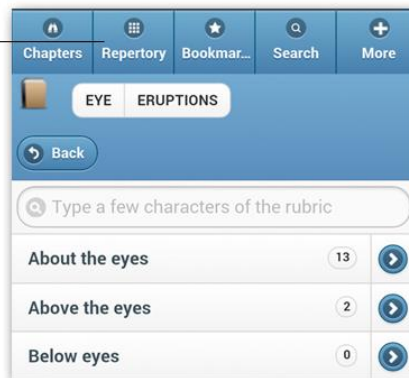 Chapters Repertory Bookmar... Search More
EYE ERUPTIONS
Back
Type a few characters of the rubric
About the eyes 13
Above the eyes 2
Below eyes 0